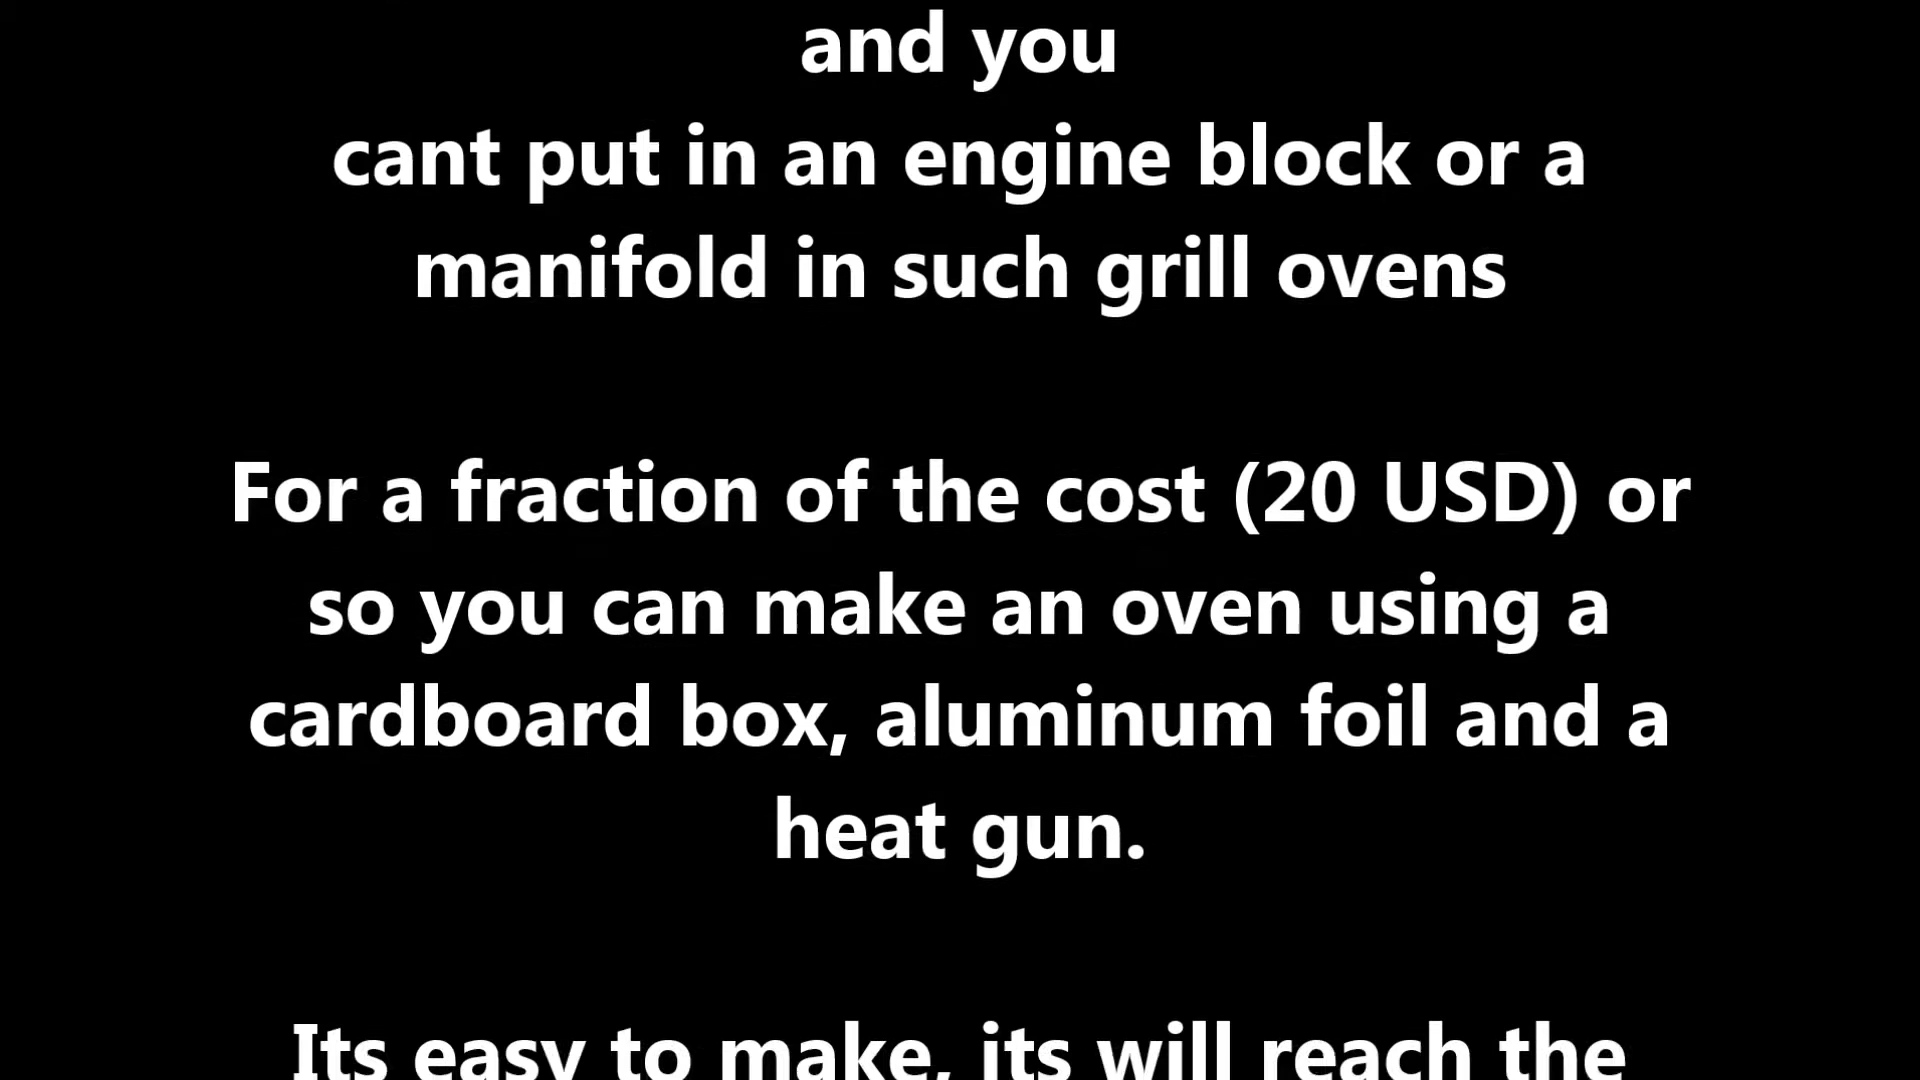 and you
cant put in an engine block or a
manifold in such grill ovens
For a fraction of the cost (20 USD) or
so you can make an oven using a
cardboard box, aluminum foil and a
heat gun.
Its easy to make, its will reach the